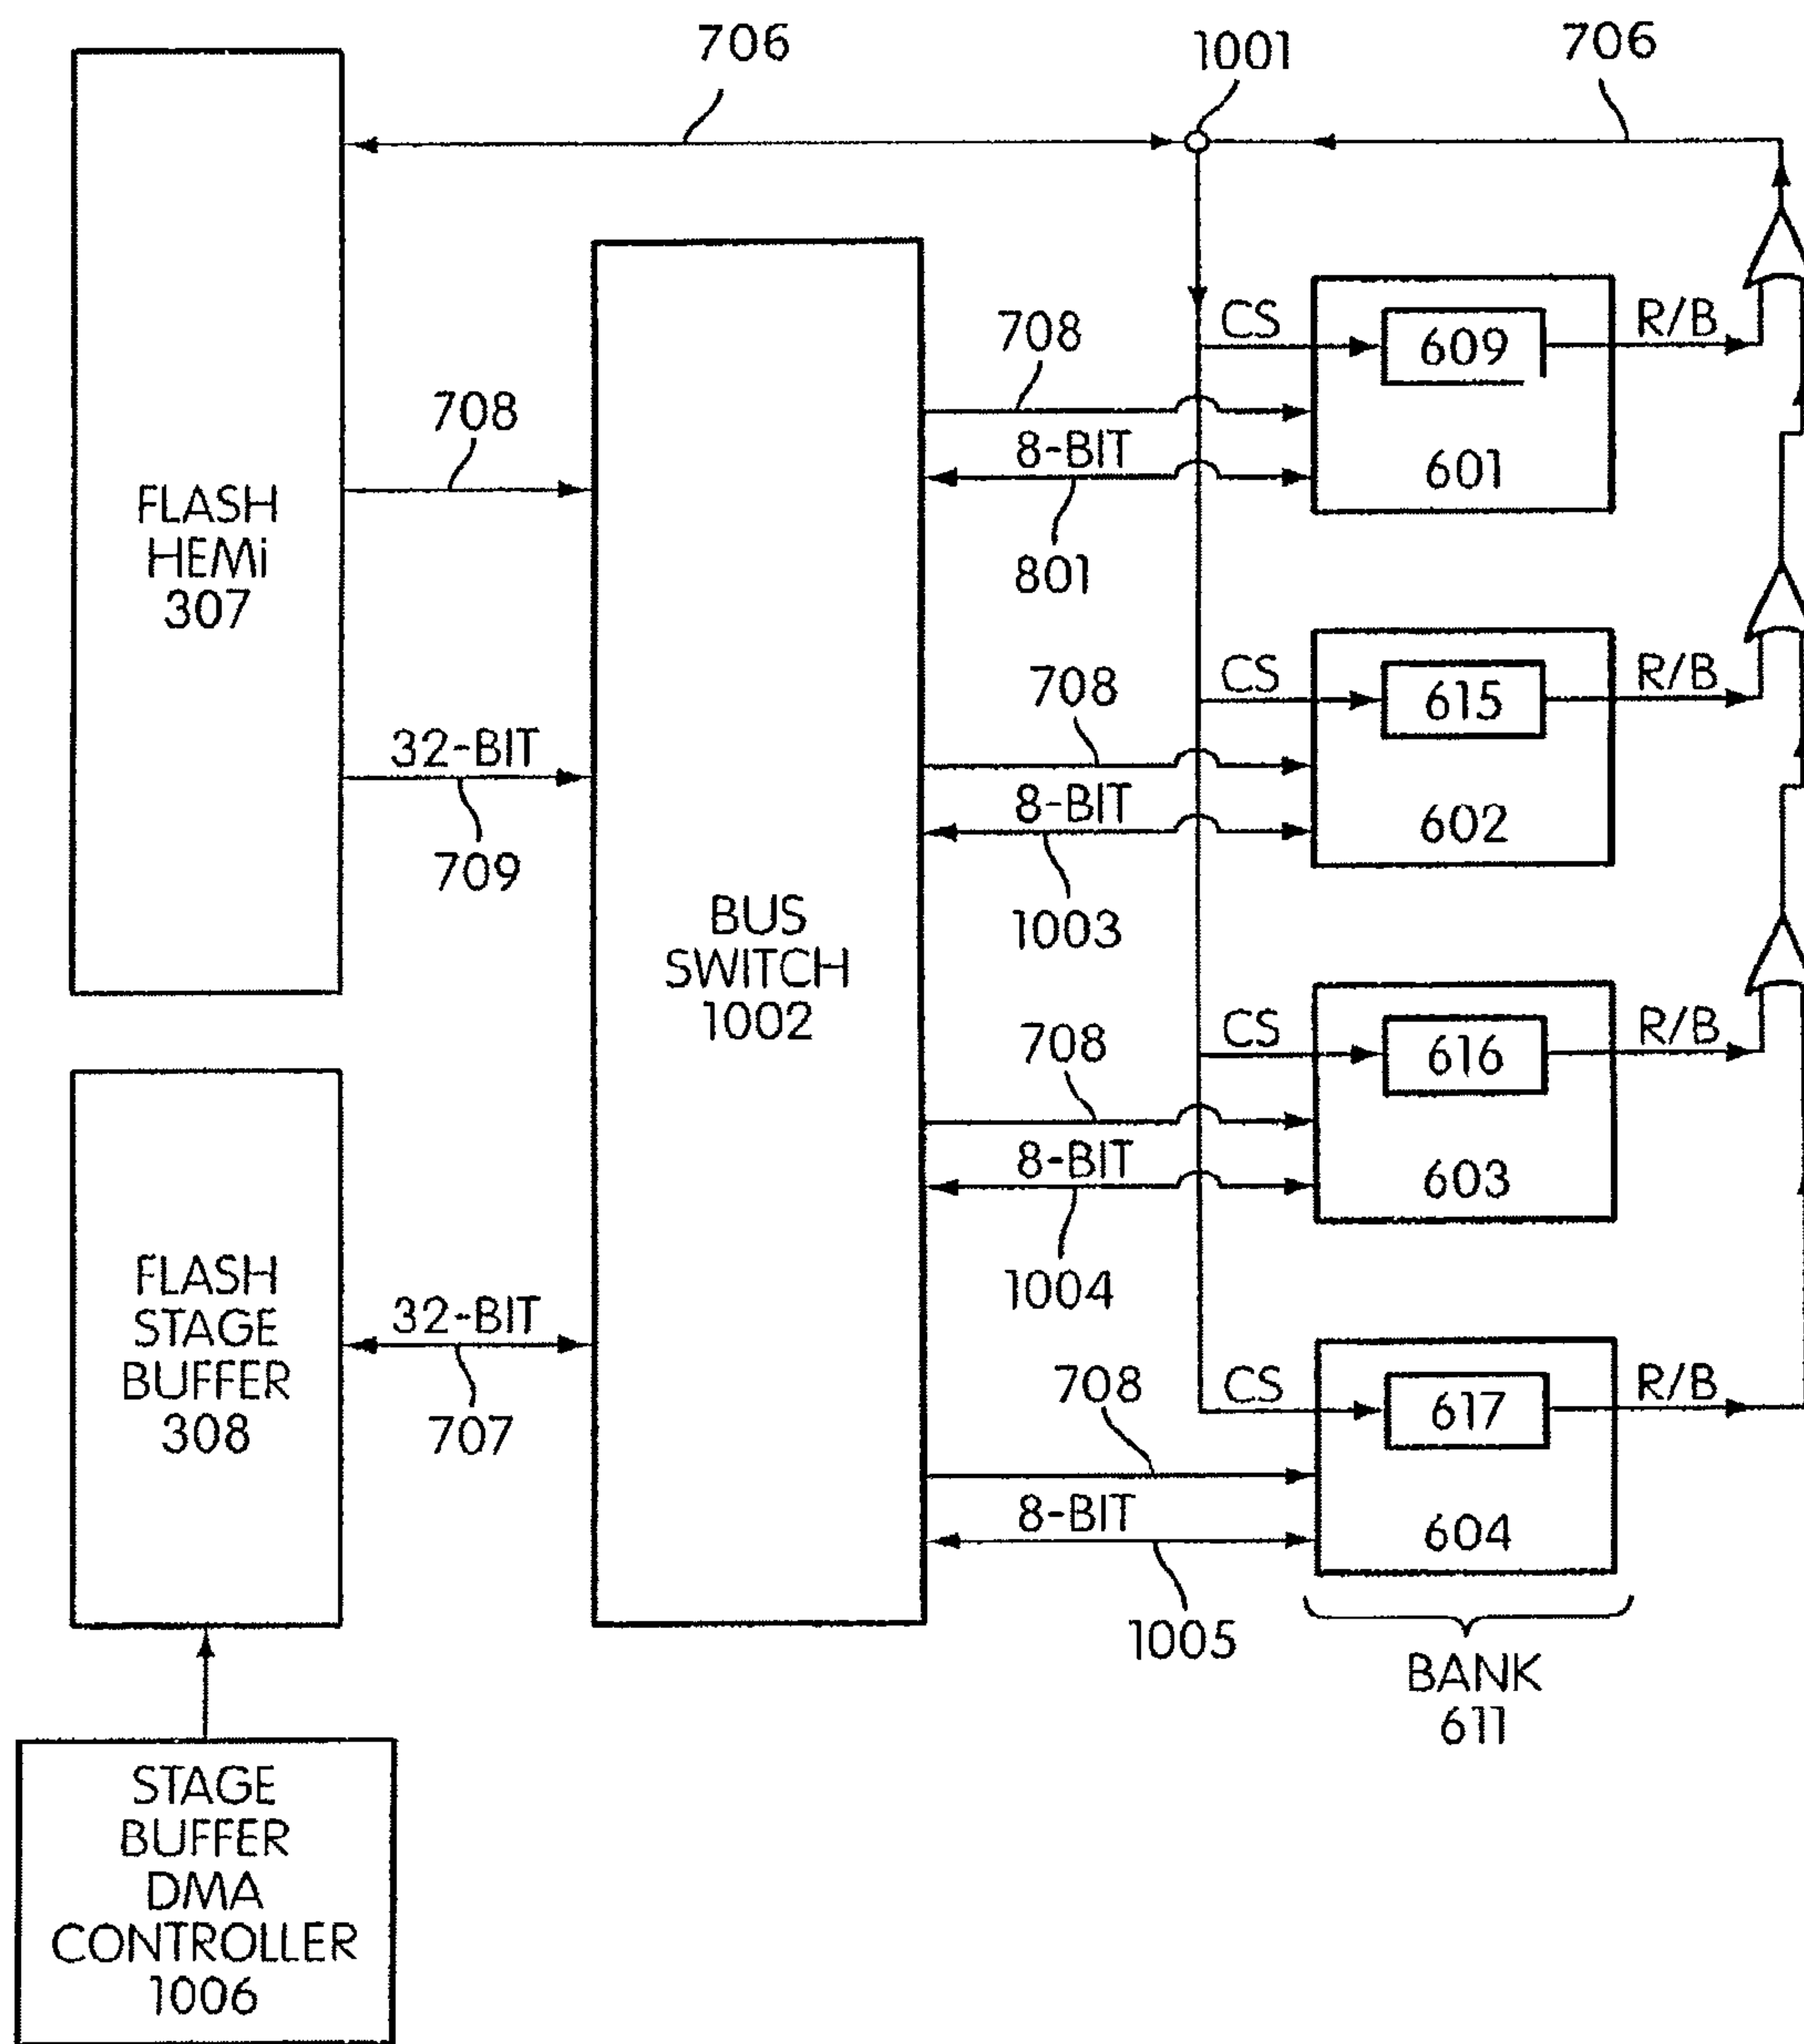 706
1001
706
FLASH
HEMi
307
708
32-BIT
709
BUS
SWITCH
1002
708
8-BIT
801
CS
609
601
R/B
708
8-BIT
1003
CS
615
602
R/B
708
8-BIT
1004
CS
616
603
R/B
708
8-BIT
1005
CS
617
604
R/B
FLASH
STAGE
BUFFER
308
32-BIT
707
BANK
611
STAGE
BUFFER
DMA
CONTROLLER
1006